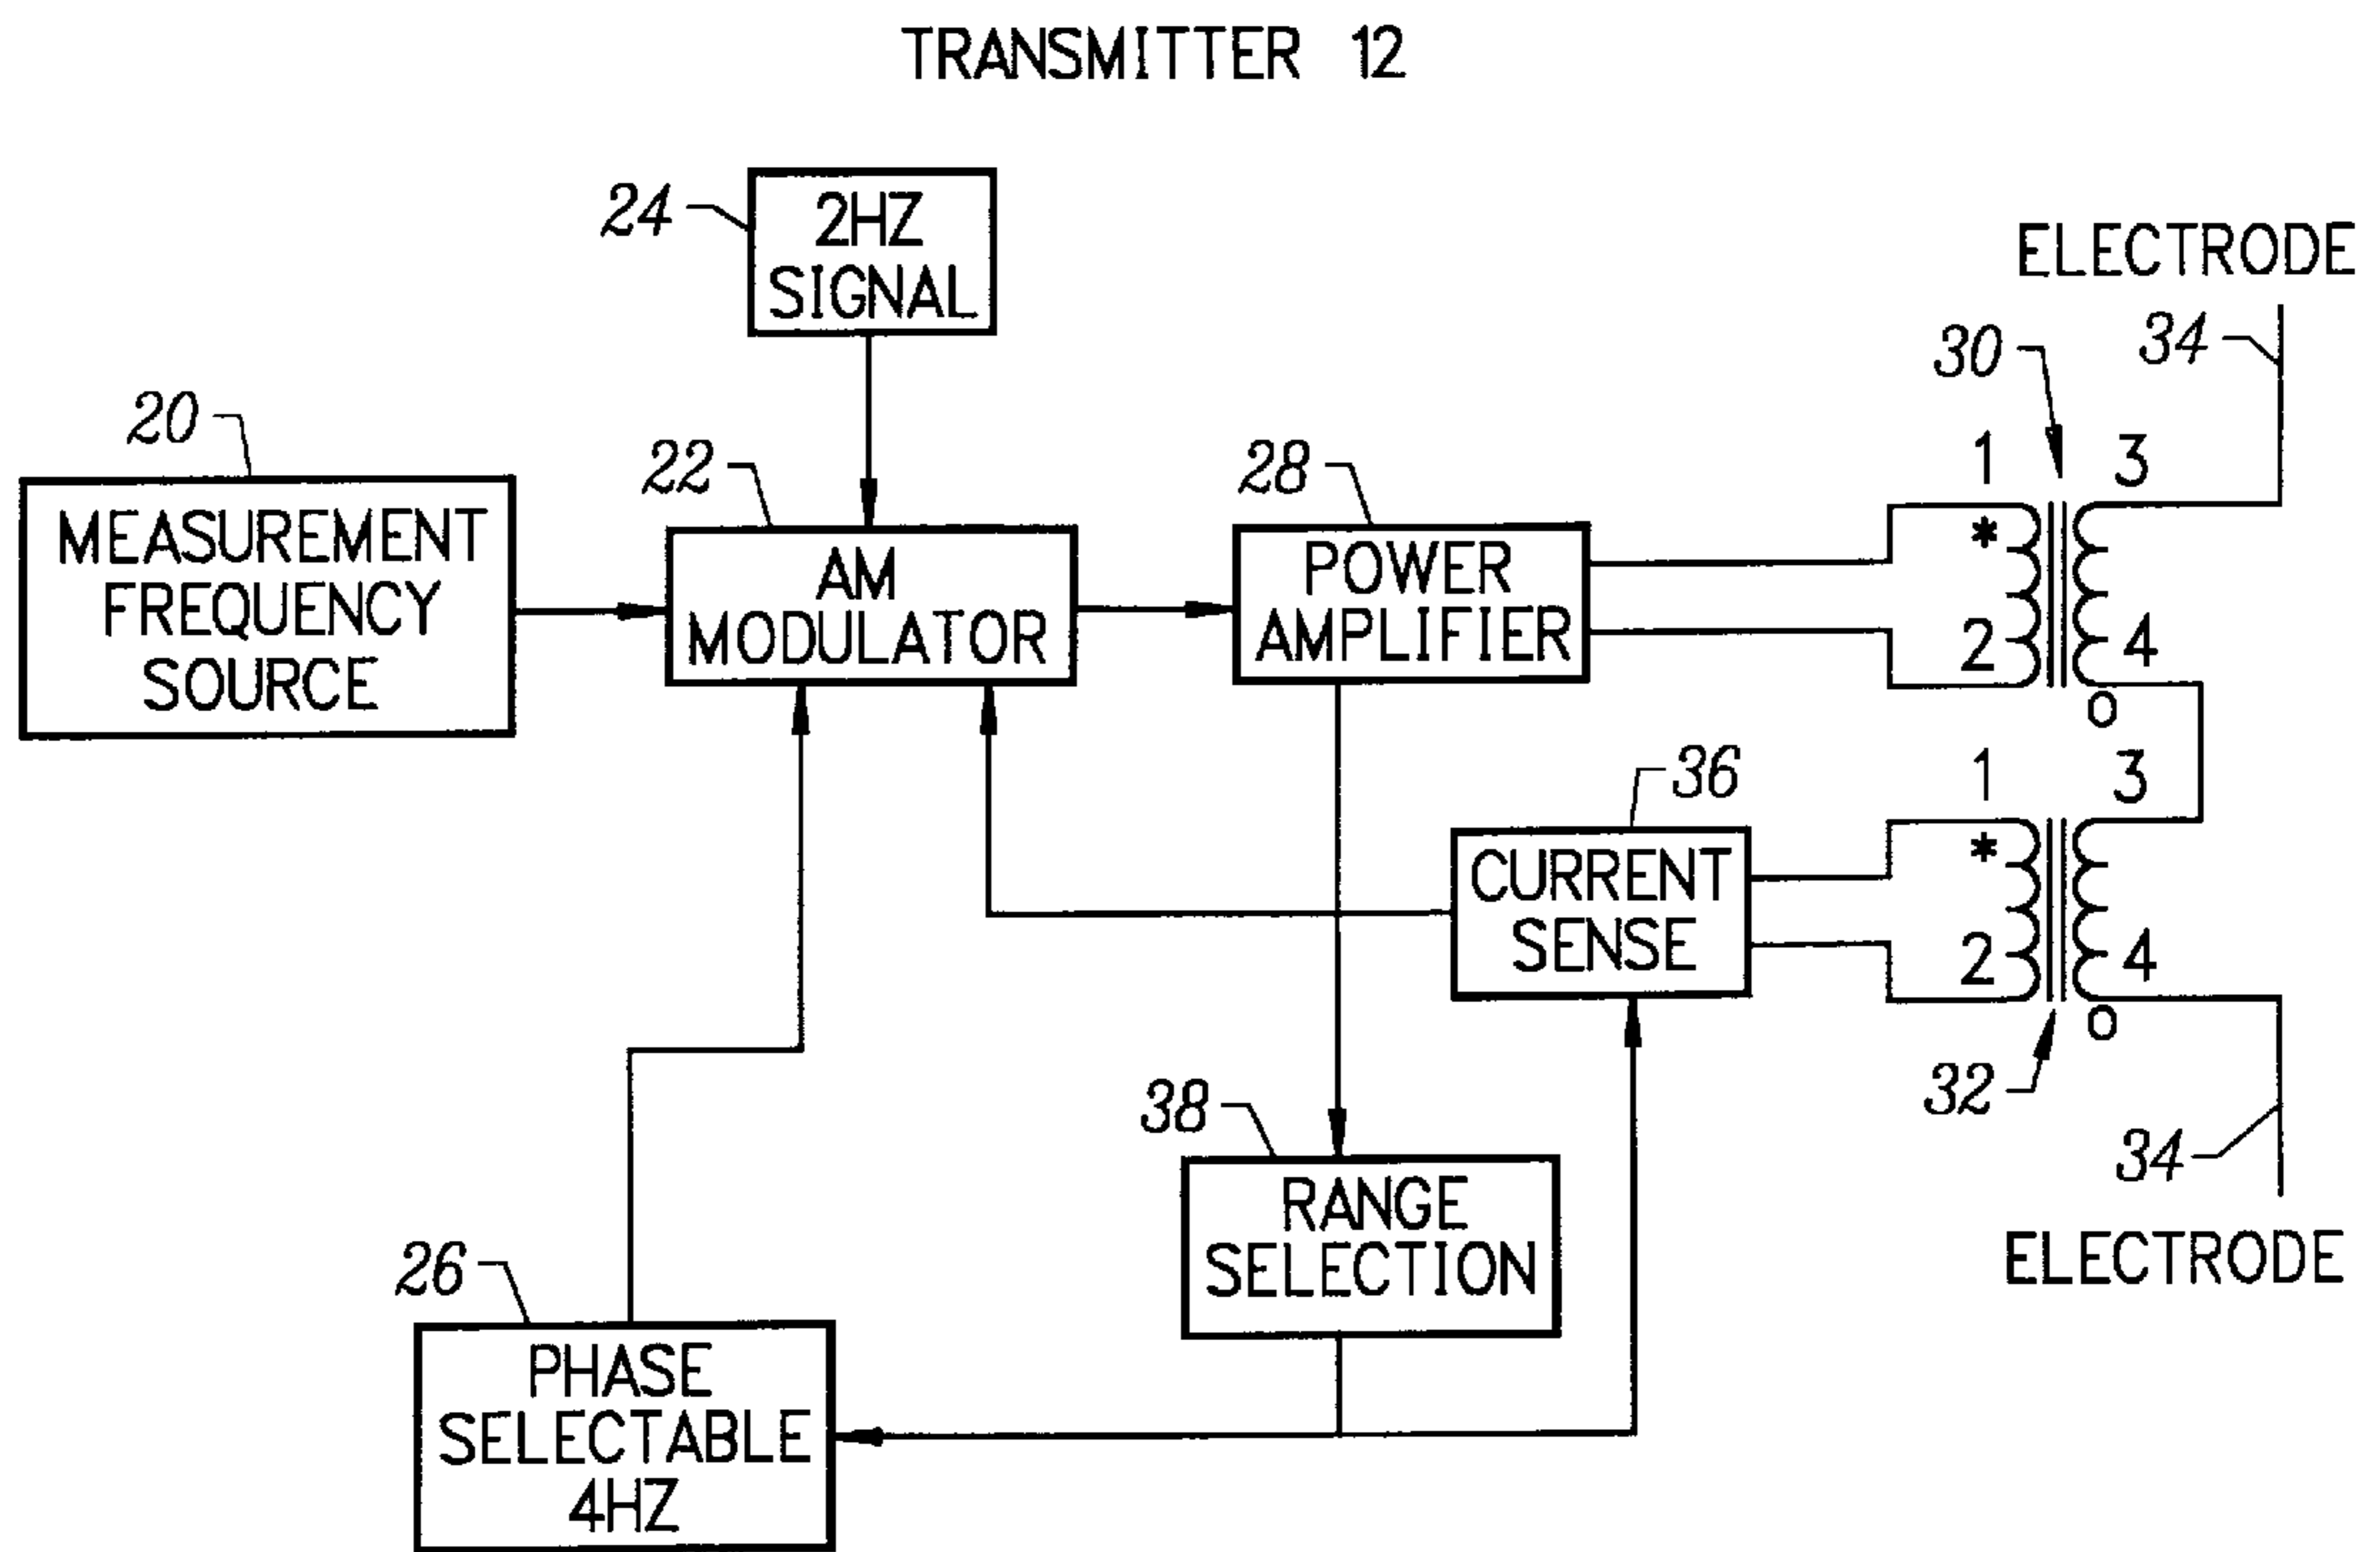 TRANSMITTER 12
24
2HZ
SIGNAL
ELECTRODE
30
34
20
22
28
1
3
MEASUREMENT
FREQUENCY
SOURCE
AM
MODULATOR
POWER
AMPLIFIER
*
2
4
O
36
1
3
CURRENT
SENSE
*
2
4
O
38
32
34
RANGE
SELECTION
ELECTRODE
26
PHASE
SELECTABLE
4HZ